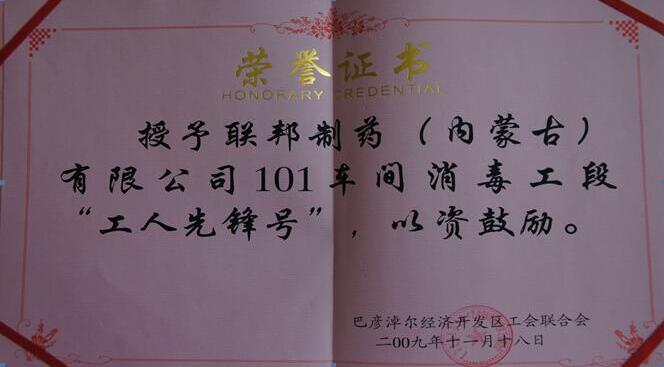 荣誉证书
HONORARY CREDENTIAL
授予联邦制药（内蒙古）
有限公司101车间消毒工段
“工人先锋号”，以资鼓励。
巴彦淖尔经济开发区工会联合会
二00九年十一月十八日